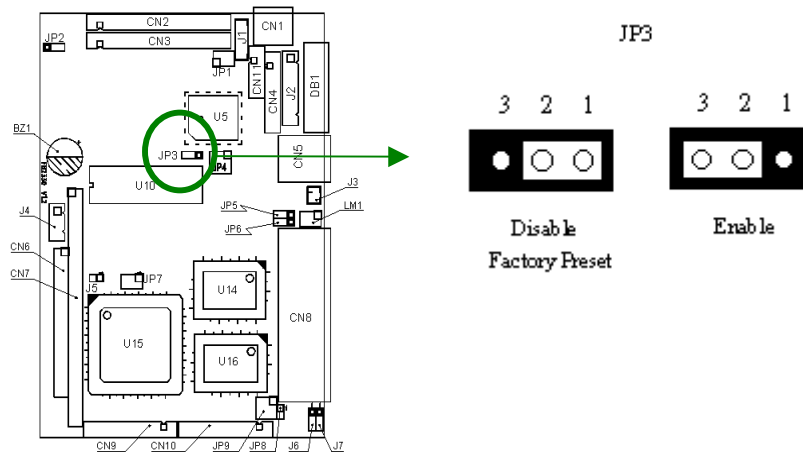 CN2
CN3
JP2
J1
CN1
JP1
CN11
CN4
J2
DB1
U5
BZ1
JP3
JP4
CN5
U10
J3
J4
JP5
JP6
LM1
CN6
CN7
J5
JP7
U14
CN8
U15
U16
CN9
CN10
JP9
JP8
J6
J7
JP3
3 2 1
3 2 1
Disable
Enable
Factory Preset